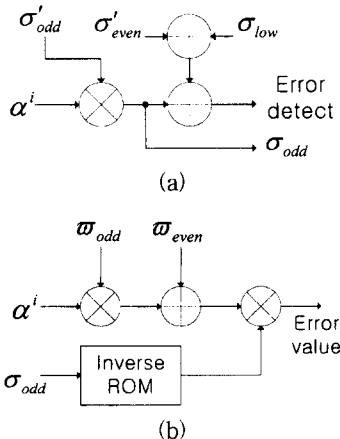 σ'odd
σ'even
σlow
αⁱ
Error
detect
σodd
(a)
ϖodd
ϖeven
αⁱ
Error
value
σodd
Inverse
ROM
(b)